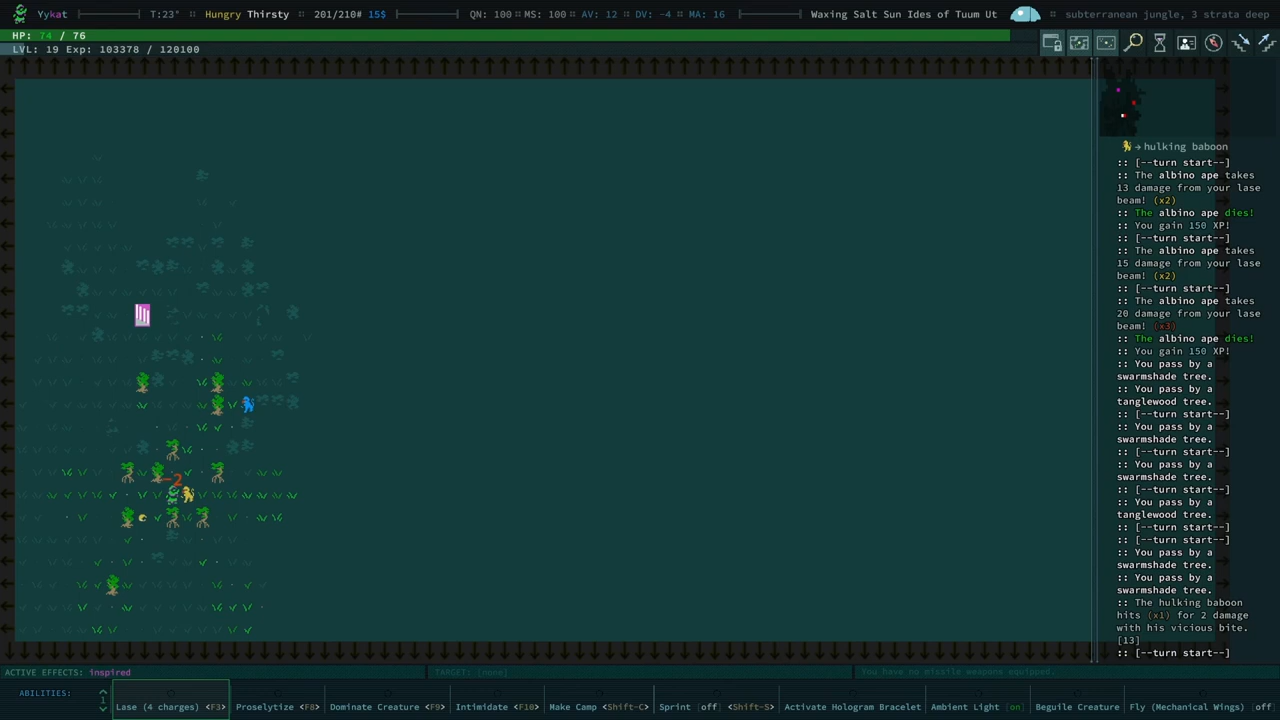 Yykat T:23° Hungry Thirsty 201/210# 15$ QN: 100 MS: 100 AV: 12 DV: -4 MA: 16 Waxing Salt Sun Ides of Tuum Ut subterranean jungle, 3 strata deep
HP: 74 / 76
LVL: 19 Exp: 103378 / 120100
hulking baboon
:: [--turn start--]
:: The albino ape takes
13 damage from your lase
beam! (x2)
:: The albino ape dies!
:: You gain 150 XP!
:: [--turn start--]
:: The albino ape takes
15 damage from your lase
beam! (x2)
:: [--turn start--]
:: The albino ape takes
20 damage from your lase
beam! (x3)
:: The albino ape dies!
:: You gain 150 XP!
:: You pass by a
swarmshade tree.
:: You pass by a
tanglewood tree.
:: [--turn start--]
:: You pass by a
swarmshade tree.
:: [--turn start--]
:: You pass by a
swarmshade tree.
:: [--turn start--]
:: You pass by a
tanglewood tree.
:: [--turn start--]
:: [--turn start--]
:: You pass by a
swarmshade tree.
:: You pass by a
swarmshade tree.
:: The hulking baboon
hits (x1) for 2 damage
with his vicious bite.
[13]
:: [--turn start--]
-2
ACTIVE EFFECTS: inspired TARGET: [none] You have no missile weapons equipped.
ABILITIES: 1 Lase (4 charges) <F3> Proselytize <F8> Dominate Creature <F9> Intimidate <F10> Make Camp <Shift-C> Sprint [off] <Shift-S> Activate Hologram Bracelet Ambient Light [on] Beguile Creature Fly (Mechanical Wings) [off]